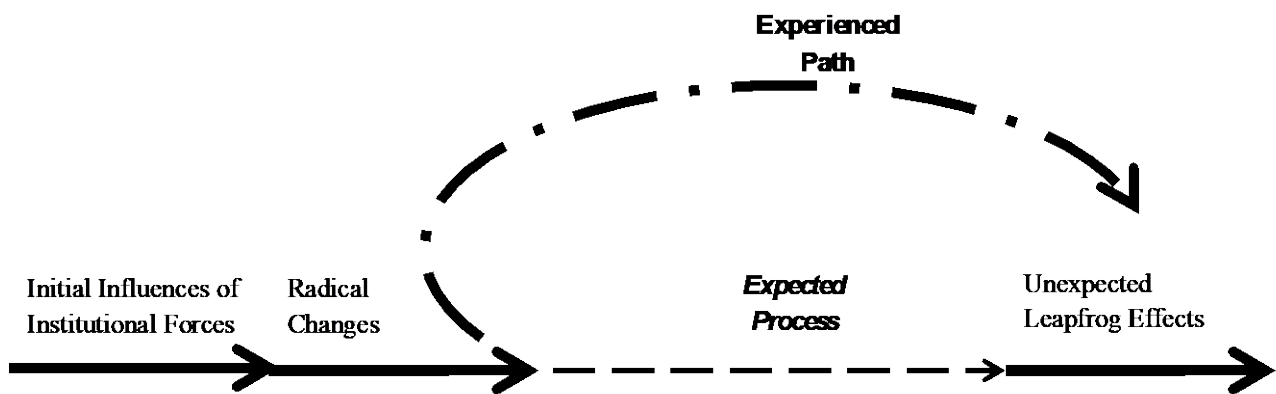 Experienced
Path
Initial Influences of
Institutional Forces
Radical
Changes
Expected
Process
Unexpected
Leapfrog Effects